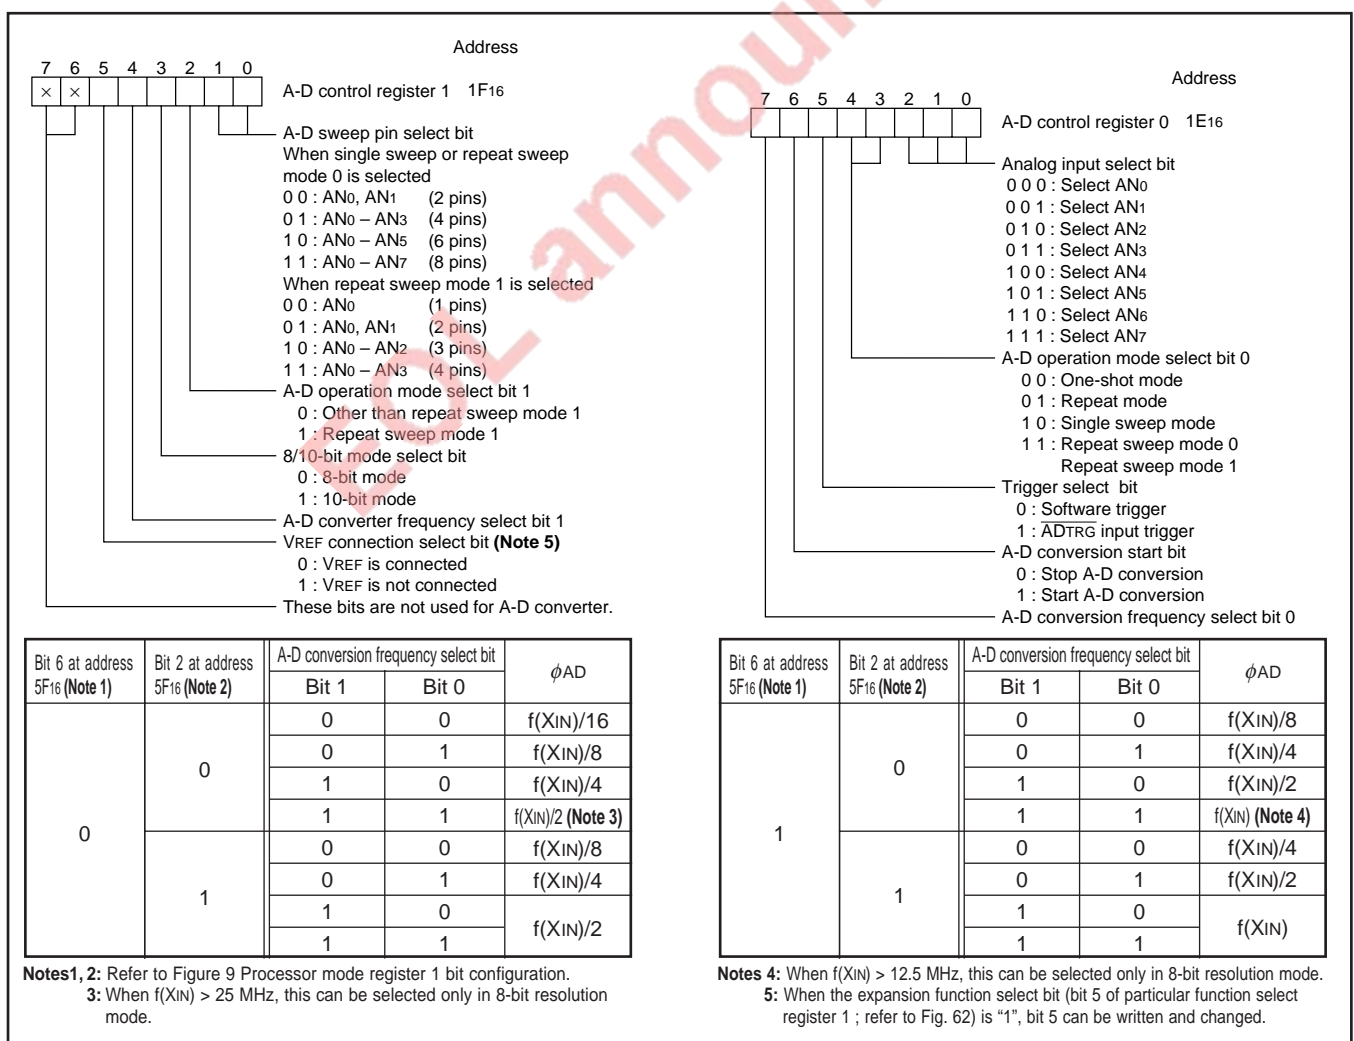 EOL announ
Address
7 6 5 4 3 2 1 0
× ×
A-D control register 1 1F16
A-D sweep pin select bit
When single sweep or repeat sweep
mode 0 is selected
0 0 : AN0, AN1 (2 pins)
0 1 : AN0 – AN3 (4 pins)
1 0 : AN0 – AN5 (6 pins)
1 1 : AN0 – AN7 (8 pins)
When repeat sweep mode 1 is selected
0 0 : AN0 (1 pins)
0 1 : AN0, AN1 (2 pins)
1 0 : AN0 – AN2 (3 pins)
1 1 : AN0 – AN3 (4 pins)
A-D operation mode select bit 1
0 : Other than repeat sweep mode 1
1 : Repeat sweep mode 1
8/10-bit mode select bit
0 : 8-bit mode
1 : 10-bit mode
A-D converter frequency select bit 1
VREF connection select bit (Note 5)
0 : VREF is connected
1 : VREF is not connected
These bits are not used for A-D converter.
Address
7 6 5 4 3 2 1 0
A-D control register 0 1E16
Analog input select bit
0 0 0 : Select AN0
0 0 1 : Select AN1
0 1 0 : Select AN2
0 1 1 : Select AN3
1 0 0 : Select AN4
1 0 1 : Select AN5
1 1 0 : Select AN6
1 1 1 : Select AN7
A-D operation mode select bit 0
0 0 : One-shot mode
0 1 : Repeat mode
1 0 : Single sweep mode
1 1 : Repeat sweep mode 0
Repeat sweep mode 1
Trigger select bit
0 : Software trigger
1 : ADTRG input trigger
A-D conversion start bit
0 : Stop A-D conversion
1 : Start A-D conversion
A-D conversion frequency select bit 0
Bit 6 at address 5F16 (Note 1) Bit 2 at address 5F16 (Note 2) A-D conversion frequency select bit ϕAD
Bit 1 Bit 0
0 0 0 0 f(XIN)/16
0 1 f(XIN)/8
1 0 f(XIN)/4
1 1 f(XIN)/2 (Note 3)
1 0 0 f(XIN)/8
0 1 f(XIN)/4
1 0 f(XIN)/2
1 1
Notes1, 2: Refer to Figure 9 Processor mode register 1 bit configuration.
3: When f(XIN) > 25 MHz, this can be selected only in 8-bit resolution
mode.
Bit 6 at address 5F16 (Note 1) Bit 2 at address 5F16 (Note 2) A-D conversion frequency select bit ϕAD
Bit 1 Bit 0
1 0 0 0 f(XIN)/8
0 1 f(XIN)/4
1 0 f(XIN)/2
1 1 f(XIN) (Note 4)
1 0 0 f(XIN)/4
0 1 f(XIN)/2
1 0 f(XIN)
1 1
Notes 4: When f(XIN) > 12.5 MHz, this can be selected only in 8-bit resolution mode.
5: When the expansion function select bit (bit 5 of particular function select
register 1 ; refer to Fig. 62) is “1”, bit 5 can be written and changed.